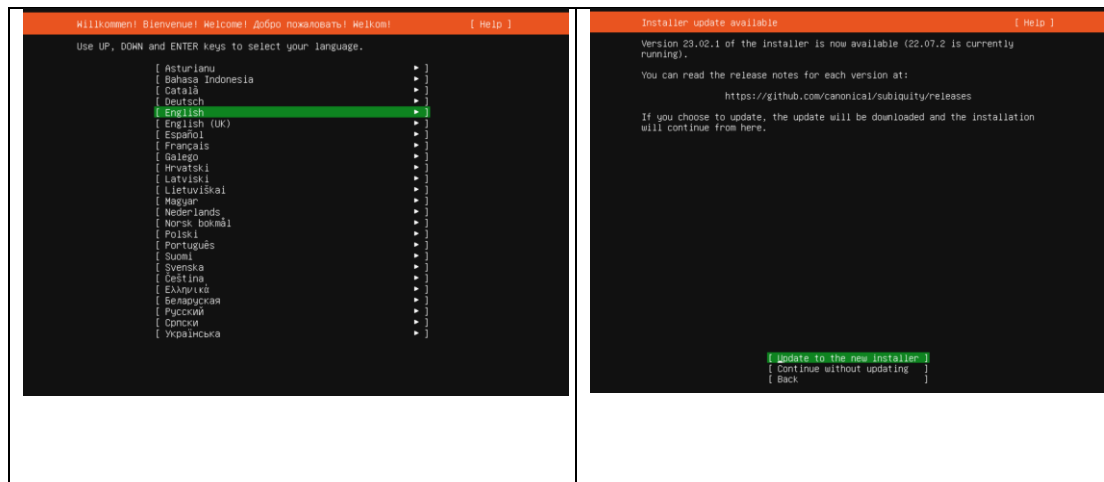 Willkommen! Bienvenue! Welcome! Добро пожаловать! Welkom! [ Help ]
Use UP, DOWN and ENTER keys to select your language.
[ Asturianu ► ]
[ Bahasa Indonesia ► ]
[ Català ► ]
[ Deutsch ► ]
[ English ► ]
[ English (UK) ► ]
[ Español ► ]
[ Français ► ]
[ Galego ► ]
[ Hrvatski ► ]
[ Latviski ► ]
[ Lietuviškai ► ]
[ Magyar ► ]
[ Nederlands ► ]
[ Norsk bokmål ► ]
[ Polski ► ]
[ Português ► ]
[ Suomi ► ]
[ Svenska ► ]
[ Čeština ► ]
[ Ελληνικά ► ]
[ Беларуская ► ]
[ Русский ► ]
[ Српски ► ]
[ Українська ► ]
Installer update available [ Help ]
Version 23.02.1 of the installer is now available (22.07.2 is currently
running).
You can read the release notes for each version at:
https://github.com/canonical/subiquity/releases
If you choose to update, the update will be downloaded and the installation
will continue from here.
[ Update to the new installer ]
[ Continue without updating ]
[ Back ]